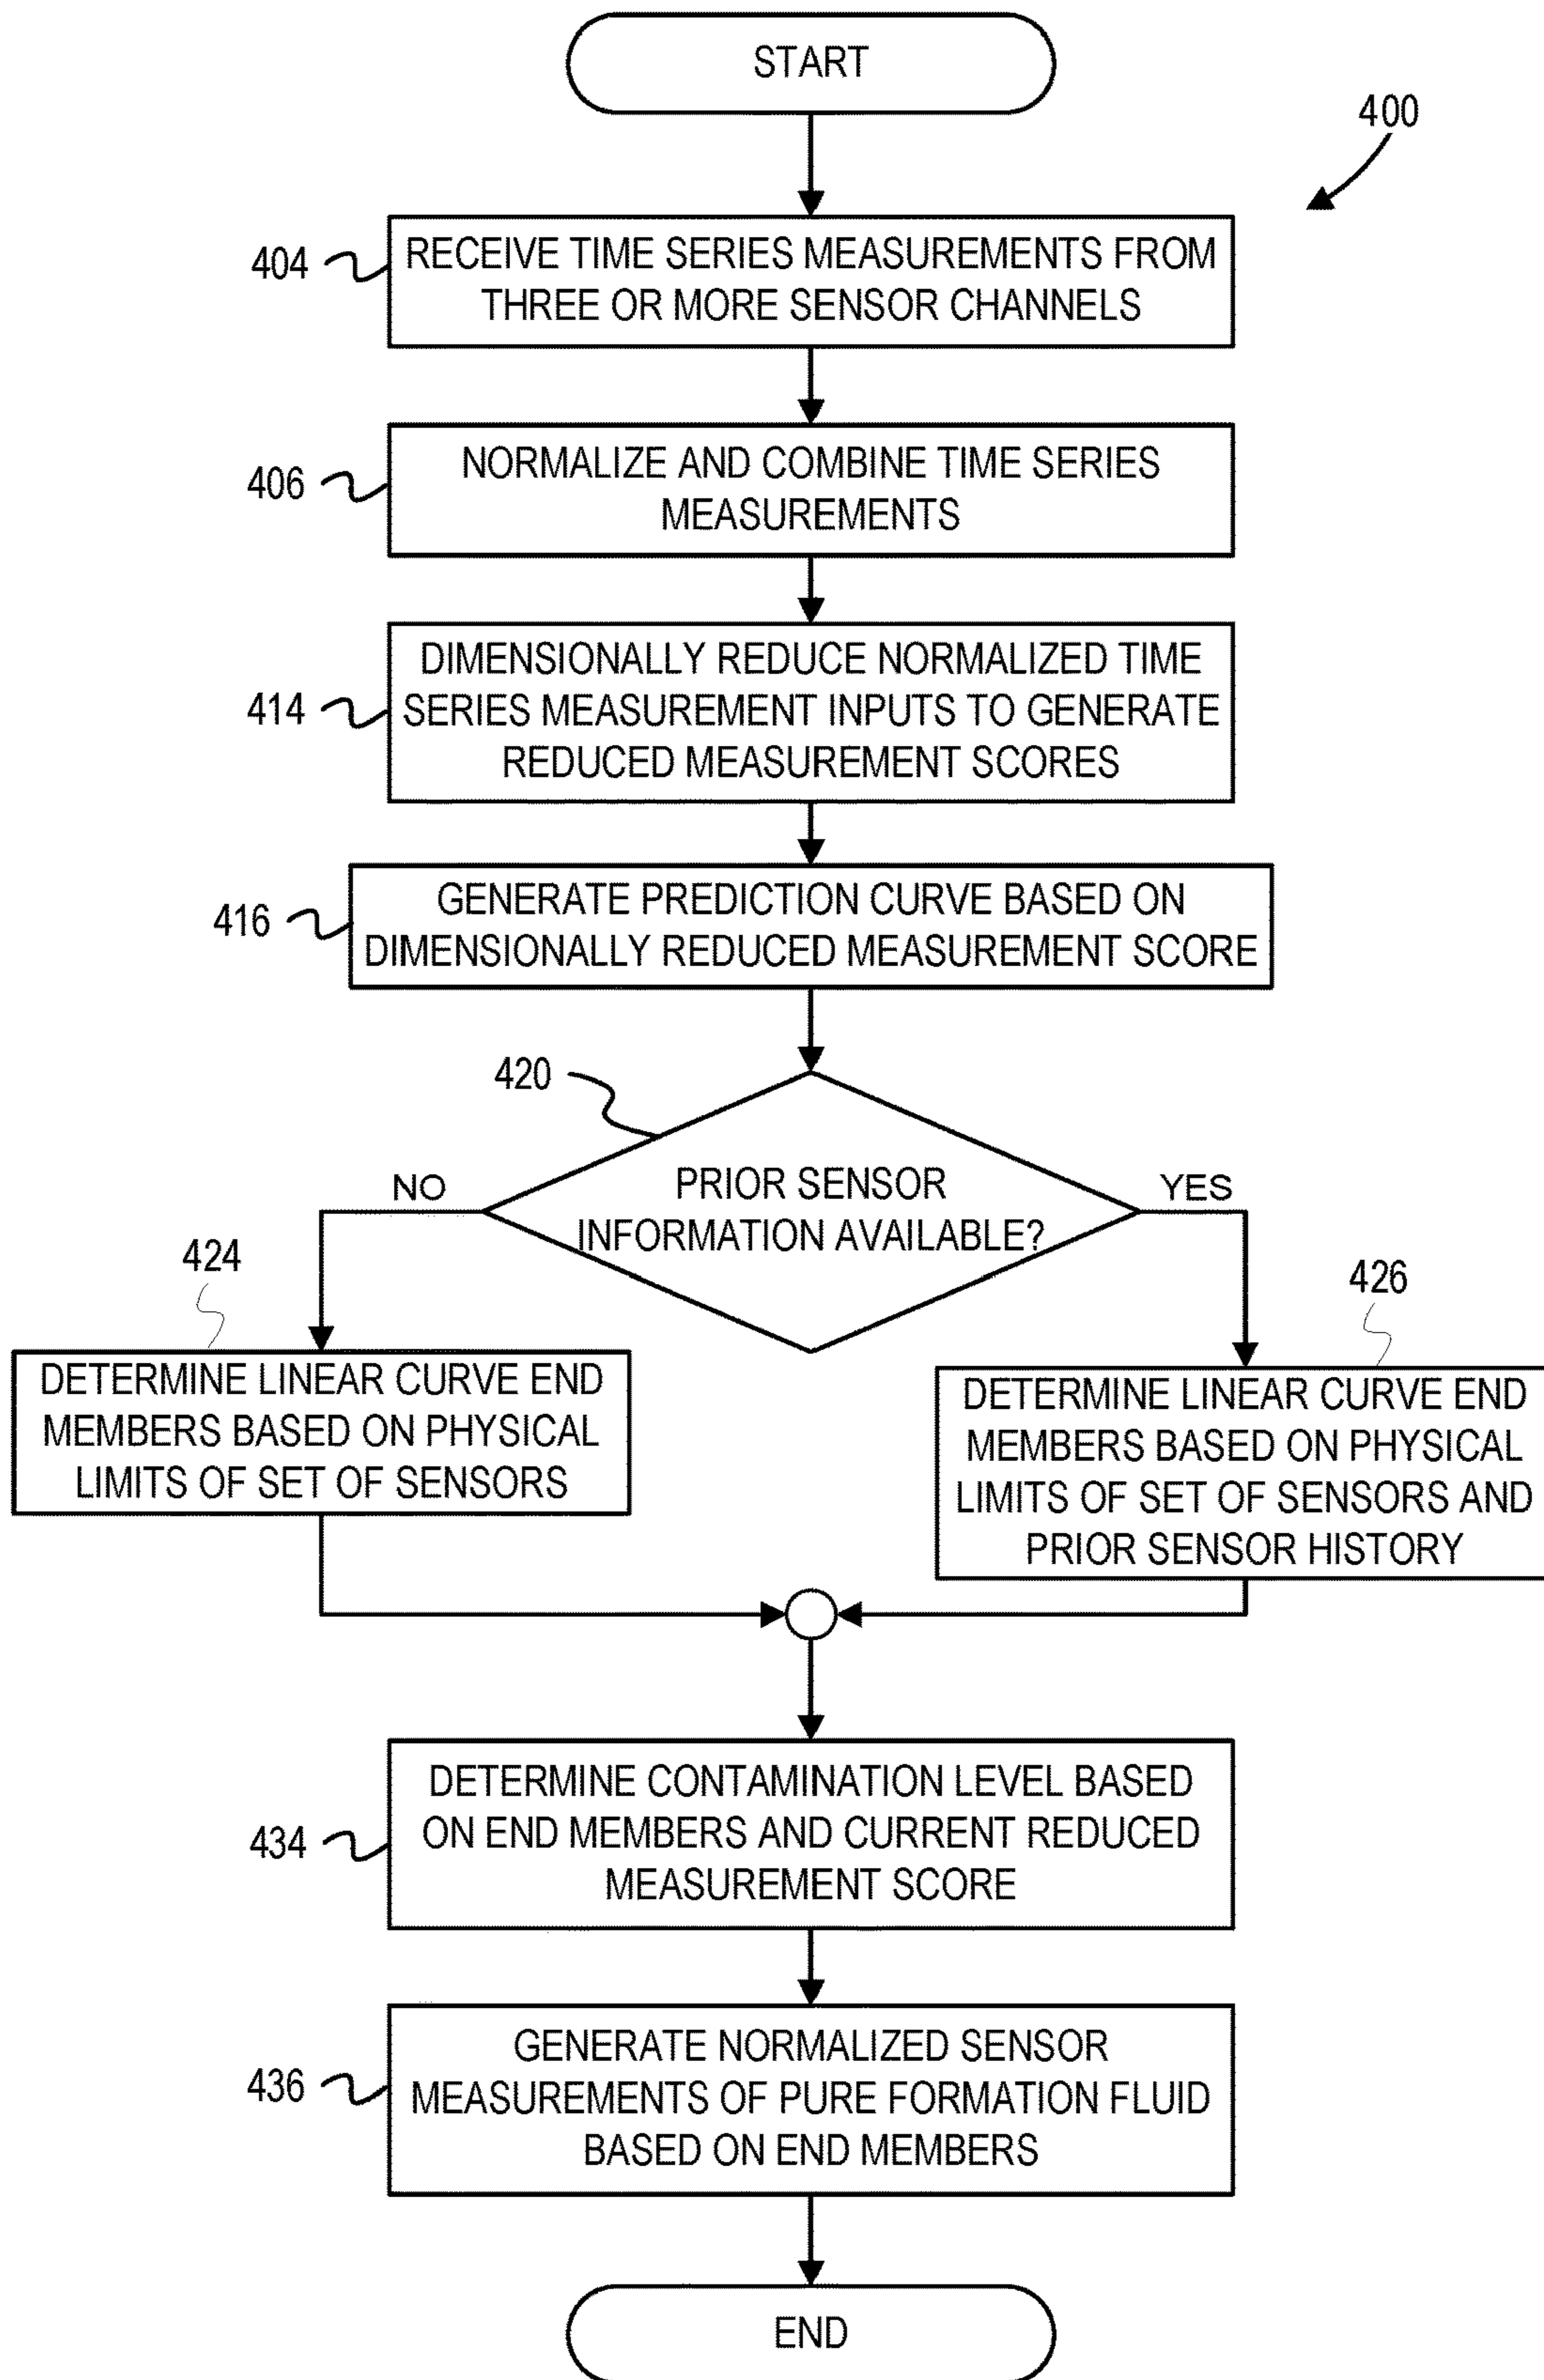 START
400
404
RECEIVE TIME SERIES MEASUREMENTS FROM
THREE OR MORE SENSOR CHANNELS
406
NORMALIZE AND COMBINE TIME SERIES
MEASUREMENTS
414
DIMENSIONALLY REDUCE NORMALIZED TIME
SERIES MEASUREMENT INPUTS TO GENERATE
REDUCED MEASUREMENT SCORES
416
GENERATE PREDICTION CURVE BASED ON
DIMENSIONALLY REDUCED MEASUREMENT SCORE
420
PRIOR SENSOR
INFORMATION AVAILABLE?
NO
YES
424
DETERMINE LINEAR CURVE END
MEMBERS BASED ON PHYSICAL
LIMITS OF SET OF SENSORS
426
DETERMINE LINEAR CURVE END
MEMBERS BASED ON PHYSICAL
LIMITS OF SET OF SENSORS AND
PRIOR SENSOR HISTORY
434
DETERMINE CONTAMINATION LEVEL BASED
ON END MEMBERS AND CURRENT REDUCED
MEASUREMENT SCORE
436
GENERATE NORMALIZED SENSOR
MEASUREMENTS OF PURE FORMATION FLUID
BASED ON END MEMBERS
END